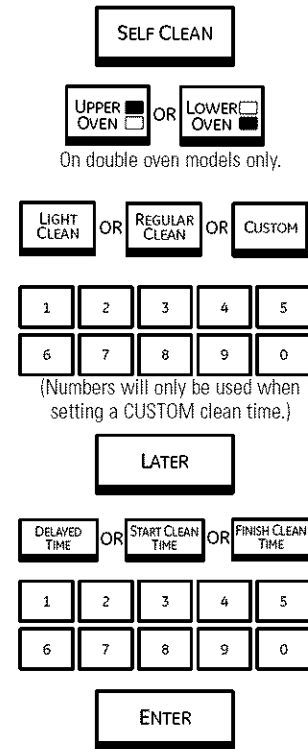 SELF CLEAN
UPPER OVEN OR LOWER OVEN
On double oven models only.
LIGHT CLEAN OR REGULAR CLEAN OR CUSTOM
1 2 3 4 5
6 7 8 9 0
(Numbers will only be used when
setting a CUSTOM clean time.)
LATER
DELAYED TIME OR START CLEAN TIME OR FINISH CLEAN TIME
1 2 3 4 5
6 7 8 9 0
ENTER